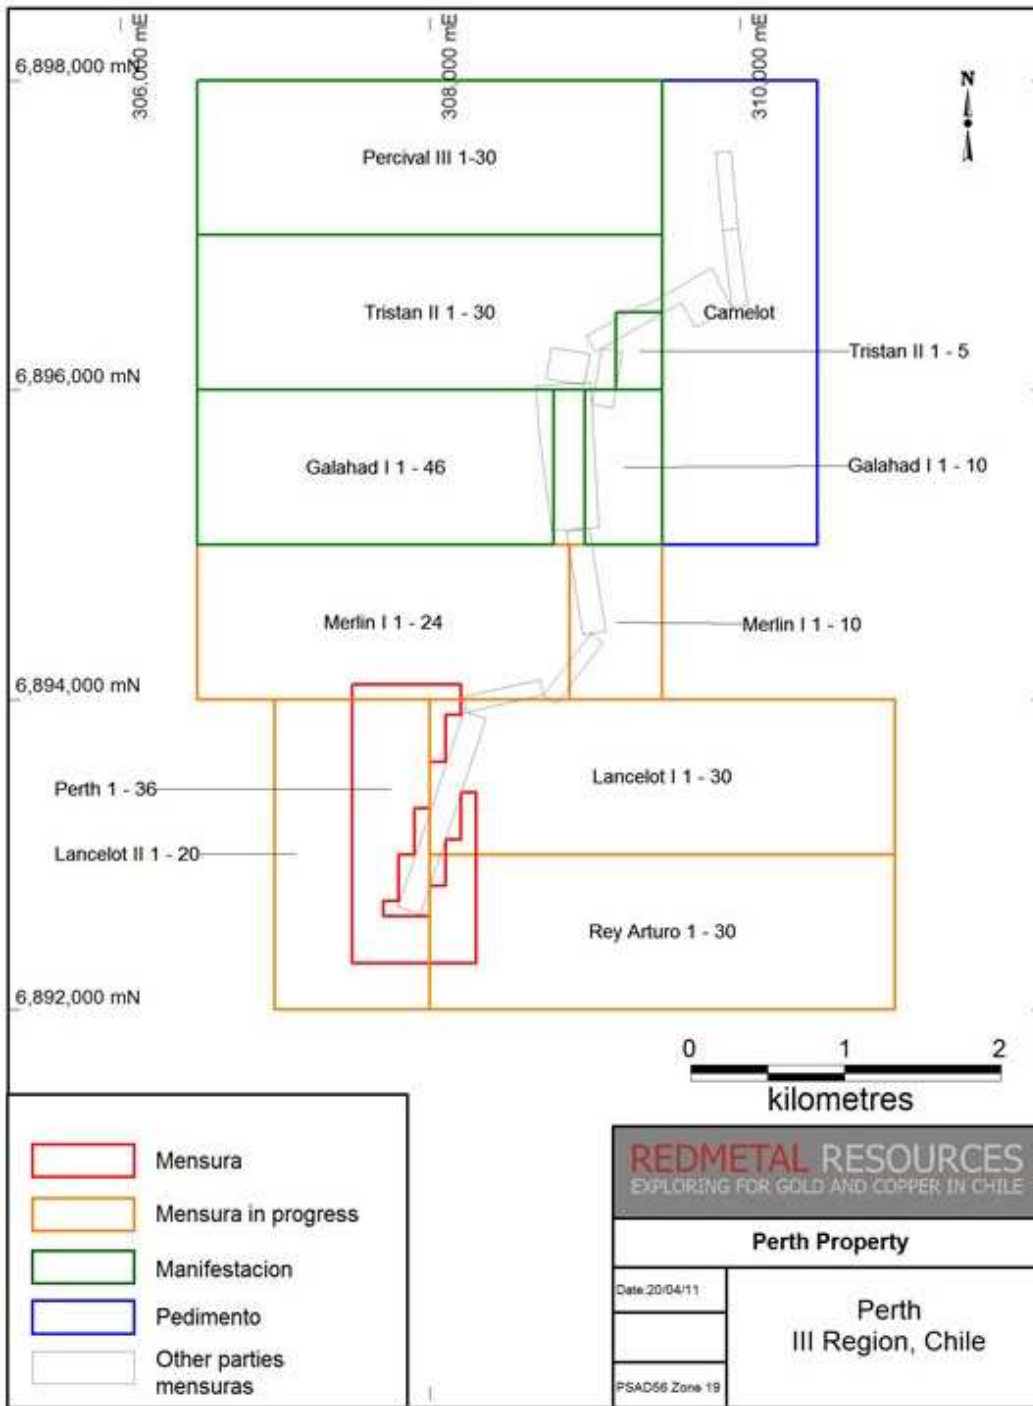 306,000 mE
308,000 mE
310,000 mE
6,898,000 mN
N
Percival III 1-30
Tristan II 1 - 30
Camelot
Tristan II 1 - 5
6,896,000 mN
Galahad I 1 - 46
Galahad I 1 - 10
Merlin I 1 - 24
Merlin I 1 - 10
6,894,000 mN
Lancelot I 1 - 30
Perth 1 - 36
Lancelot II 1 - 20
Rey Arturo 1 - 30
6,892,000 mN
0 1 2
kilometres
Mensura
Mensura in progress
Manifestacion
Pedimento
Other parties
mensuras
REDMETAL RESOURCES
EXPLORING FOR GOLD AND COPPER IN CHILE
Perth Property
Date:20/04/11
Perth
III Region, Chile
PSAD56 Zone 19